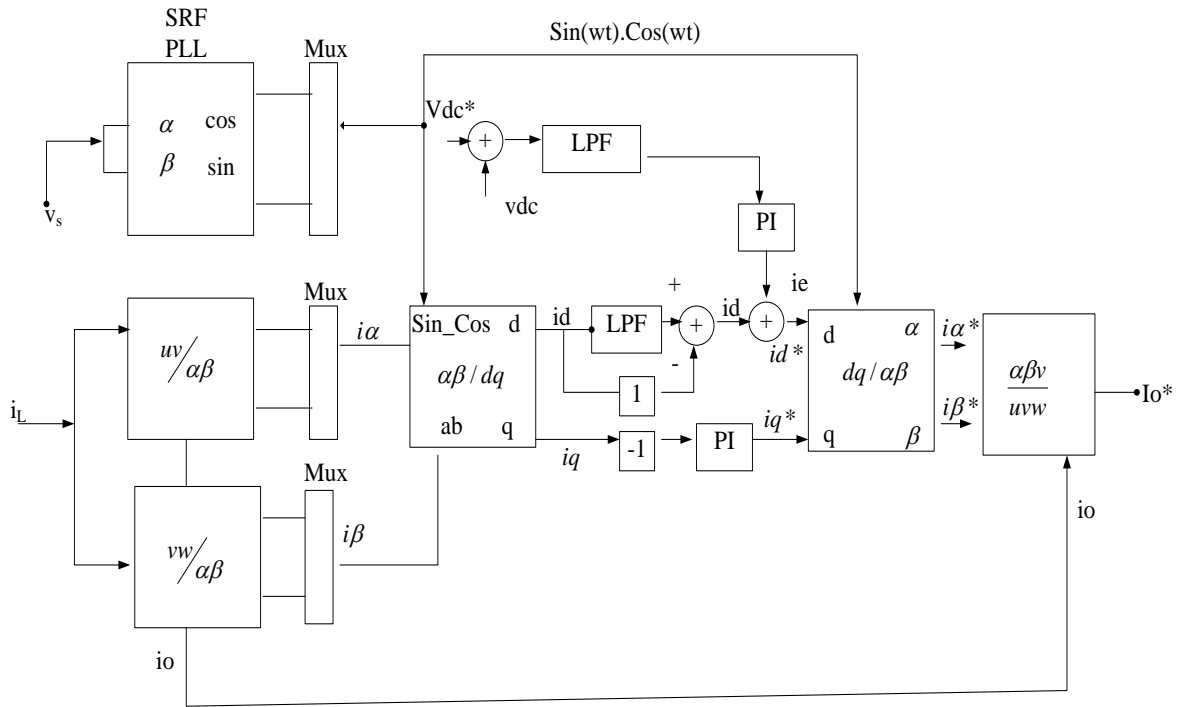 SRF
PLL
Mux
Sin(wt).Cos(wt)
α
cos
β
sin
vs
Vdc*
+
LPF
vdc
PI
ie
Mux
uv/αβ
iα
iL
Sin_Cos
d
αβ/dq
ab
q
id
LPF
+
+
-
id
+
id*
1
iq
-1
PI
iq*
d
α
dq/αβ
q
β
iα*
iβ*
αβv
uvw
Io*
Mux
vw/αβ
iβ
io
io